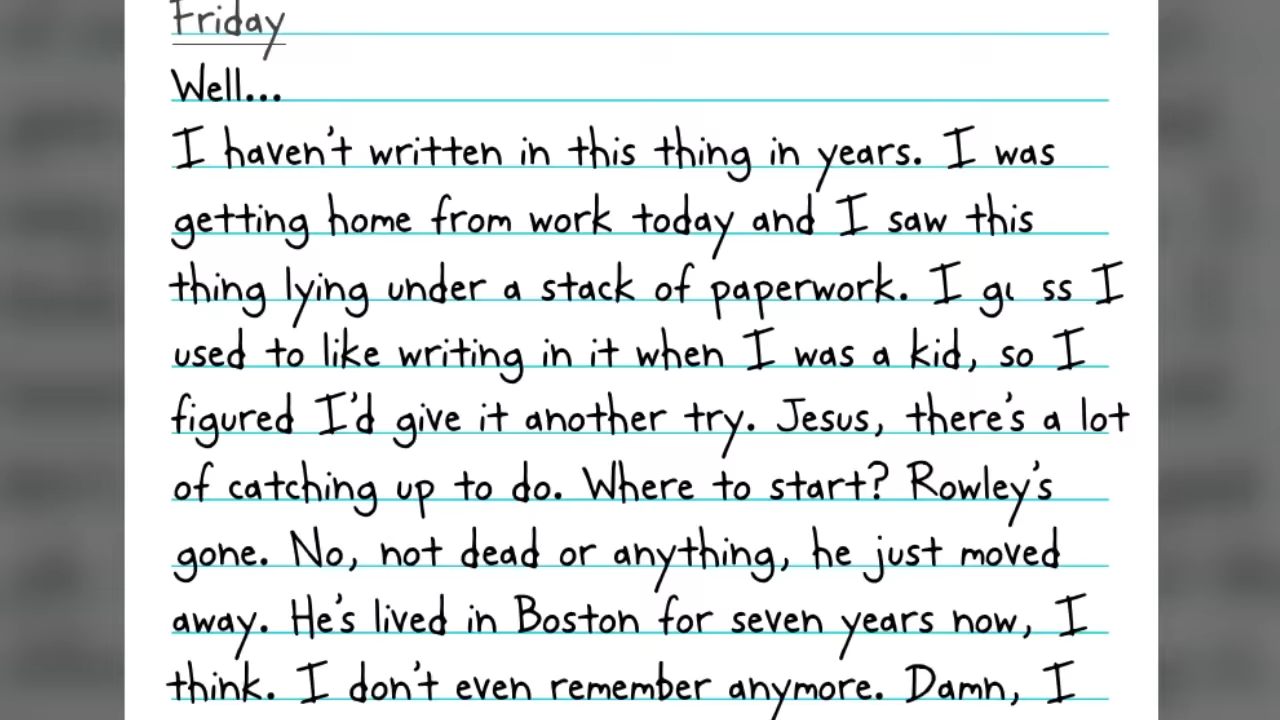 Friday
Well...
I haven't written in this thing in years. I was
getting home from work today and I saw this
thing lying under a stack of paperwork. I gu ss I
used to like writing in it when I was a kid, so I
figured I'd give it another try. Jesus, there's a lot
of catching up to do. Where to start? Rowley's
gone. No, not dead or anything, he just moved
away. He's lived in Boston for seven years now, I
think. I don't even remember anymore. Damn, I